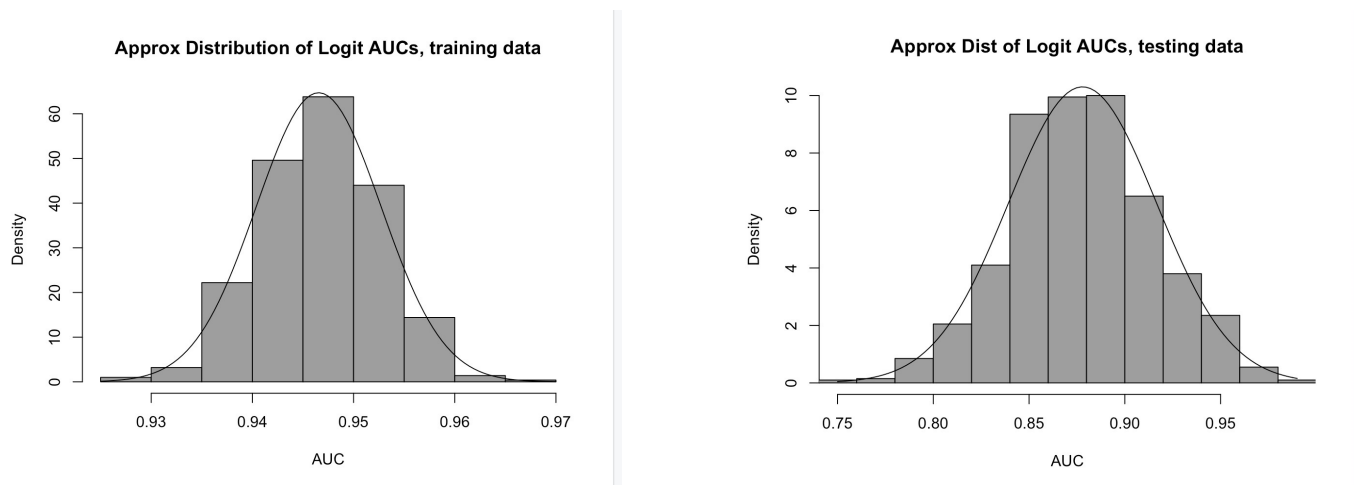 Approx Distribution of Logit AUCs, training data
Density
60
50
40
30
20
10
0
0.93 0.94 0.95 0.96 0.97
AUC
Approx Dist of Logit AUCs, testing data
Density
10
8
6
4
2
0
0.75 0.80 0.85 0.90 0.95
AUC